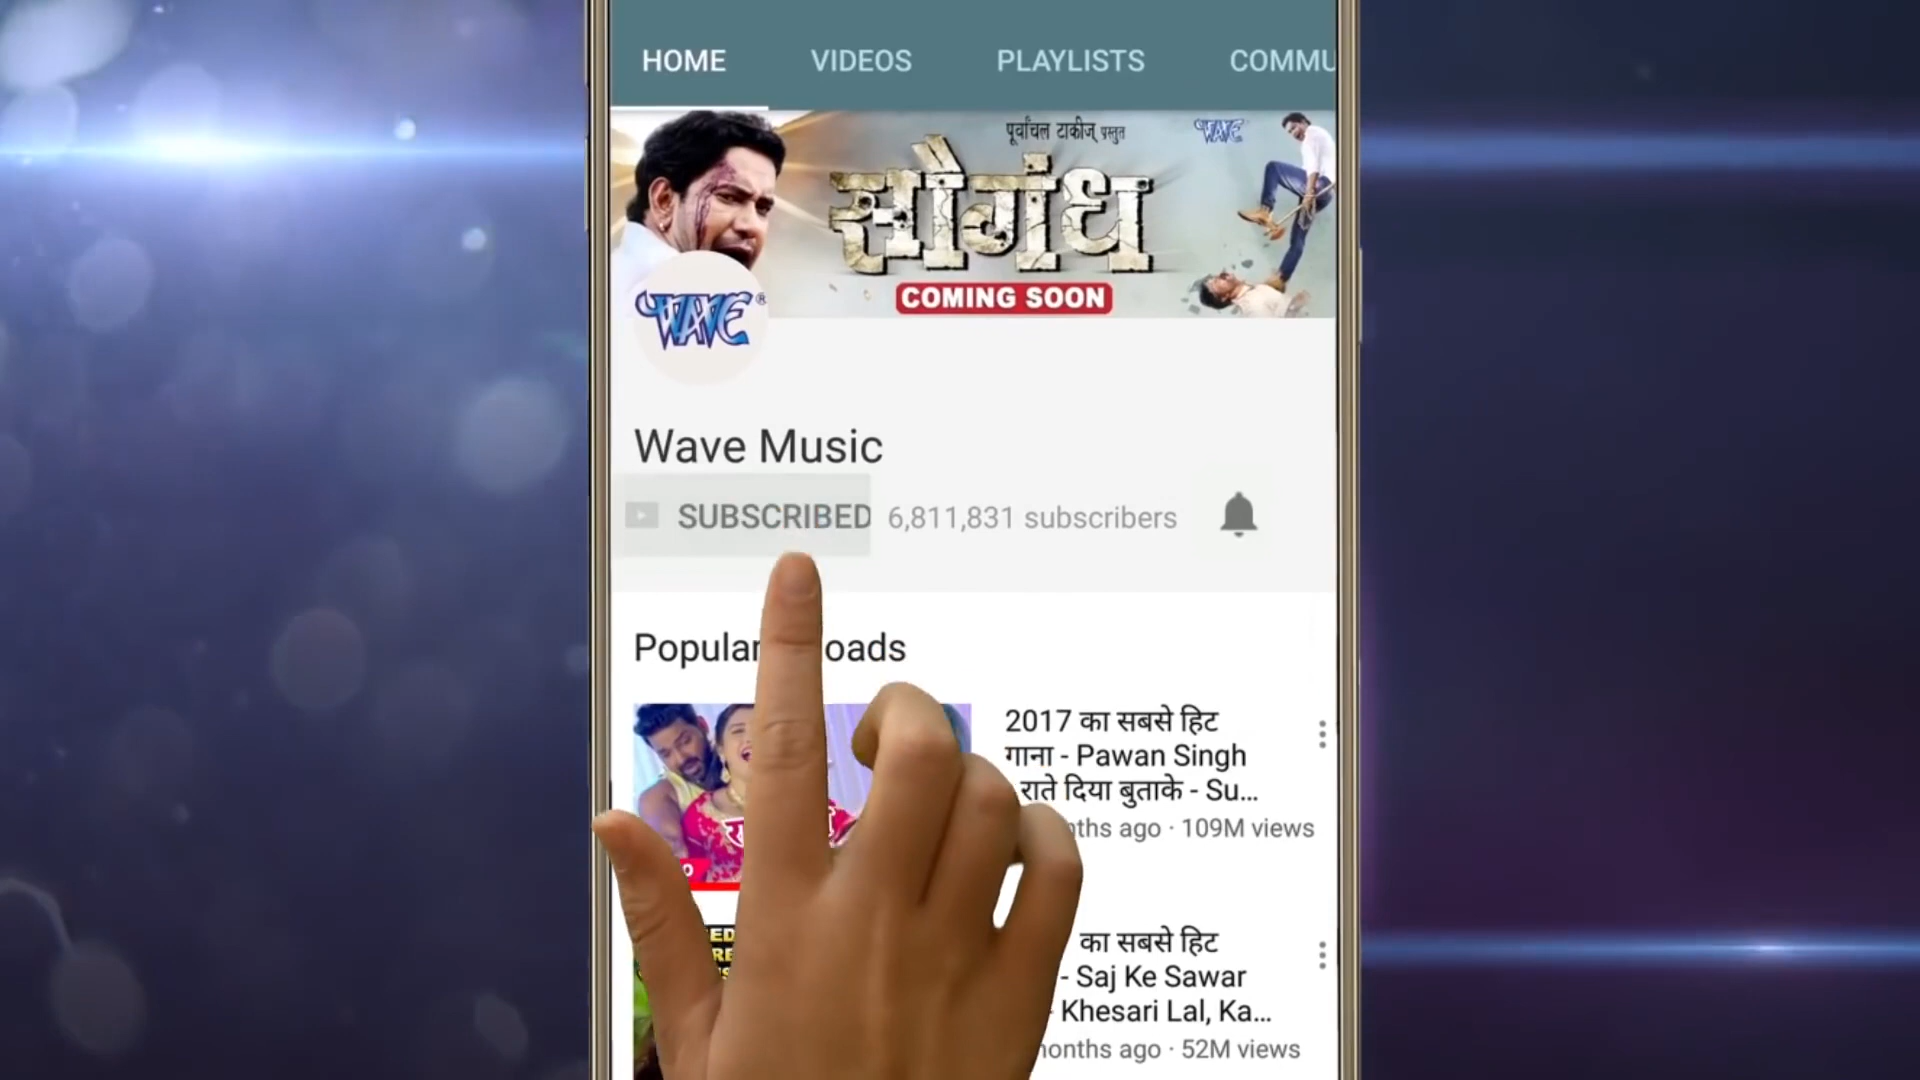 HOME VIDEOS PLAYLISTS COMMU
पूर्वांचल टाकीज् प्रस्तुत
WAVE
सौगंध
COMING SOON
WAVE®
Wave Music
SUBSCRIBED 6,811,831 subscribers
Popular oads
2017 का सबसे हिट
गाना - Pawan Singh
राते दिया बुताके - Su...
nths ago · 109M views
का सबसे हिट
- Saj Ke Sawar
- Khesari Lal, Ka...
onths ago · 52M views